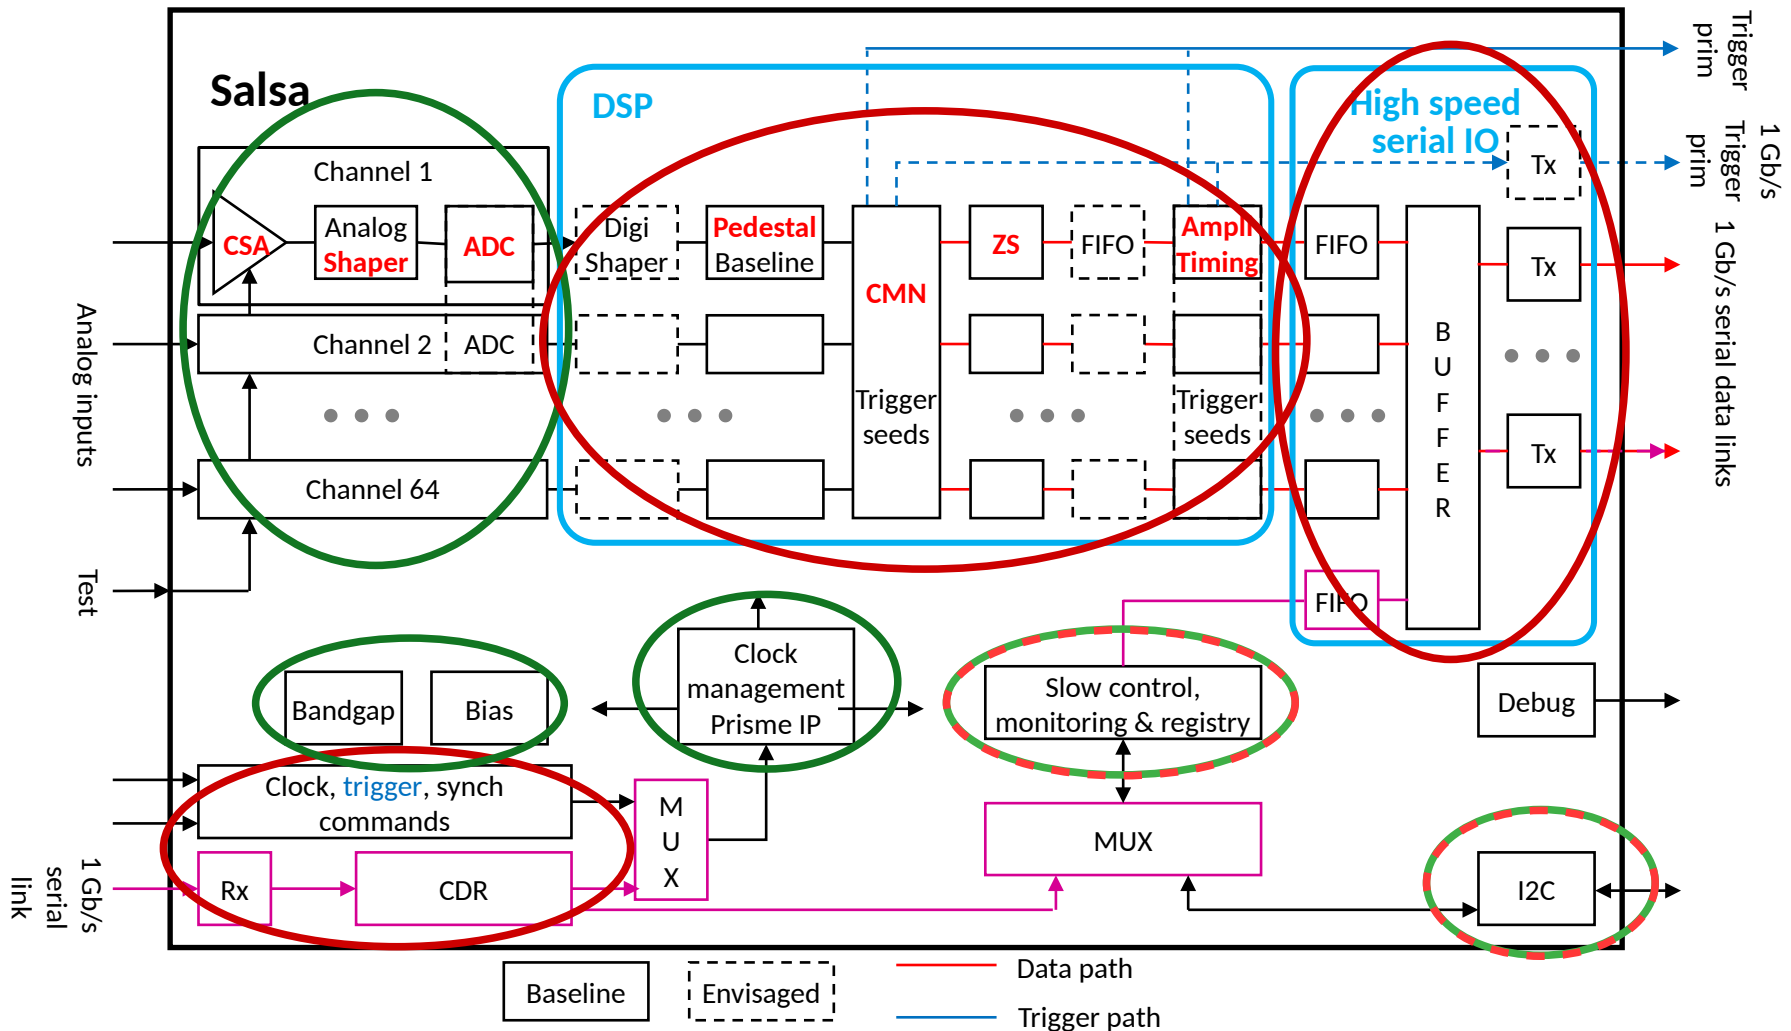 Salsa
DSP
High speed
serial IO
Trigger
prim
1 Gb/s
Trigger
prim
1 Gb/s serial data links
Tx
Channel 1
CSA
Analog
Shaper
ADC
Digi
Shaper
Pedestal
Baseline
CMN
Trigger
seeds
ZS
FIFO
Ampli
Timing
FIFO
Tx
Analog inputs
Channel 2
ADC
BUFFER
Trigger
seeds
Tx
Channel 64
Test
FIFO
Bandgap
Bias
Clock
management
Prisme IP
Slow control,
monitoring & registry
Debug
Clock, trigger, synch
commands
MUX
MUX
1 Gb/s
serial
link
Rx
CDR
I2C
Baseline
Envisaged
Data path
Trigger path